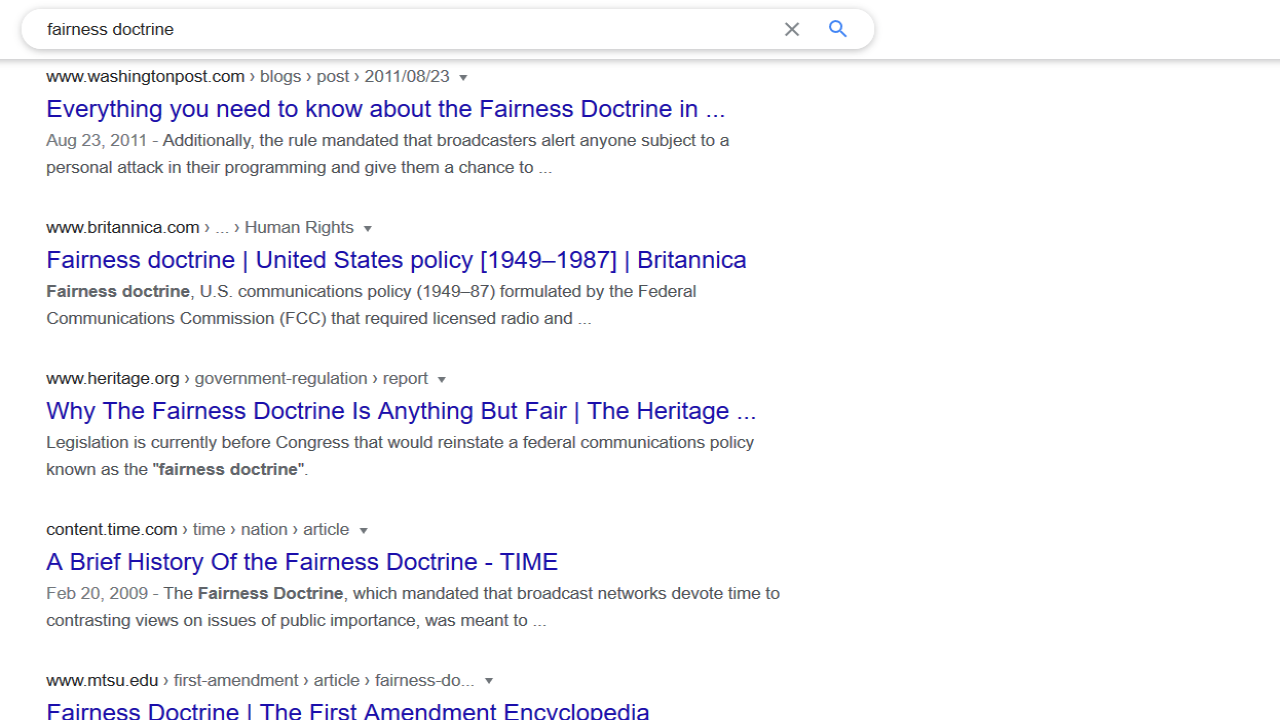 fairness doctrine
www.washingtonpost.com › blogs › post › 2011/08/23
Everything you need to know about the Fairness Doctrine in ...
Aug 23, 2011 - Additionally, the rule mandated that broadcasters alert anyone subject to a
personal attack in their programming and give them a chance to ...
www.britannica.com › ... › Human Rights
Fairness doctrine | United States policy [1949–1987] | Britannica
Fairness doctrine, U.S. communications policy (1949–87) formulated by the Federal
Communications Commission (FCC) that required licensed radio and ...
www.heritage.org › government-regulation › report
Why The Fairness Doctrine Is Anything But Fair | The Heritage ...
Legislation is currently before Congress that would reinstate a federal communications policy
known as the "fairness doctrine".
content.time.com › time › nation › article
A Brief History Of the Fairness Doctrine - TIME
Feb 20, 2009 - The Fairness Doctrine, which mandated that broadcast networks devote time to
contrasting views on issues of public importance, was meant to ...
www.mtsu.edu › first-amendment › article › fairness-do...
Fairness Doctrine | The First Amendment Encyclopedia